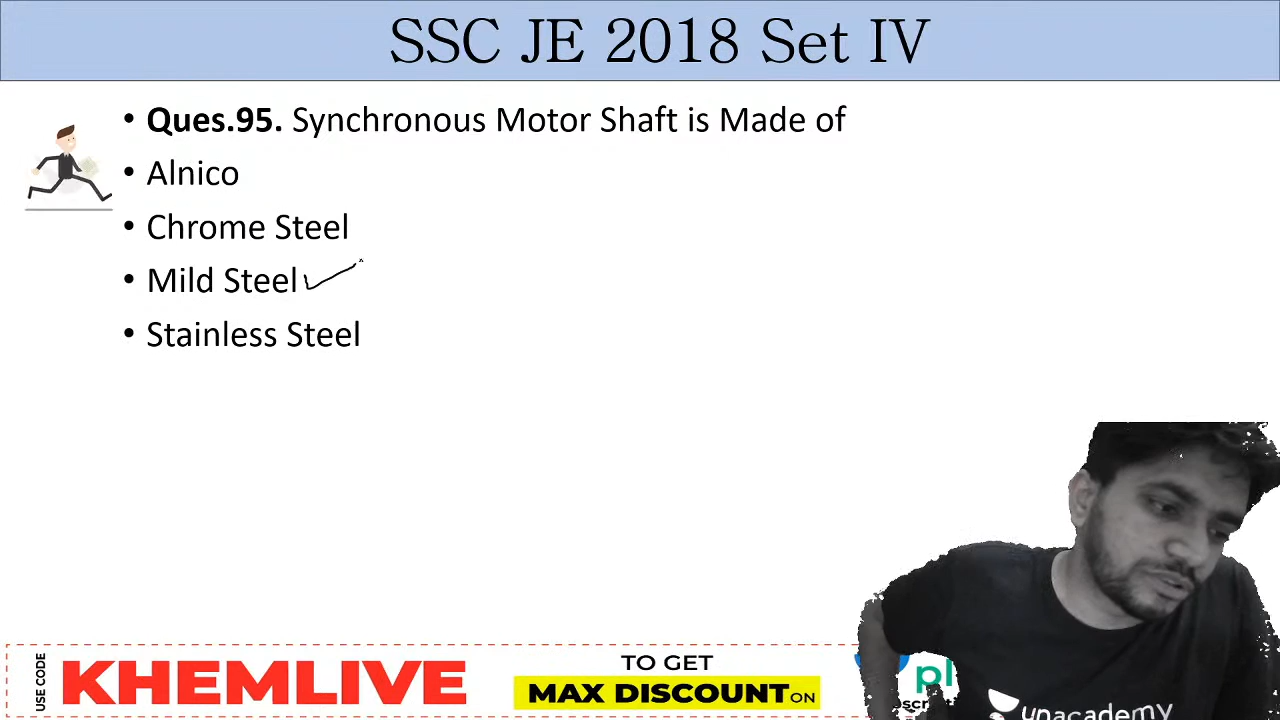 SSC JE 2018 Set IV
• Ques.95. Synchronous Motor Shaft is Made of
• Alnico
• Chrome Steel
• Mild Steel
• Stainless Steel
USE CODE
KHEMLIVE
TO GET
MAX DISCOUNT ON
unacademy